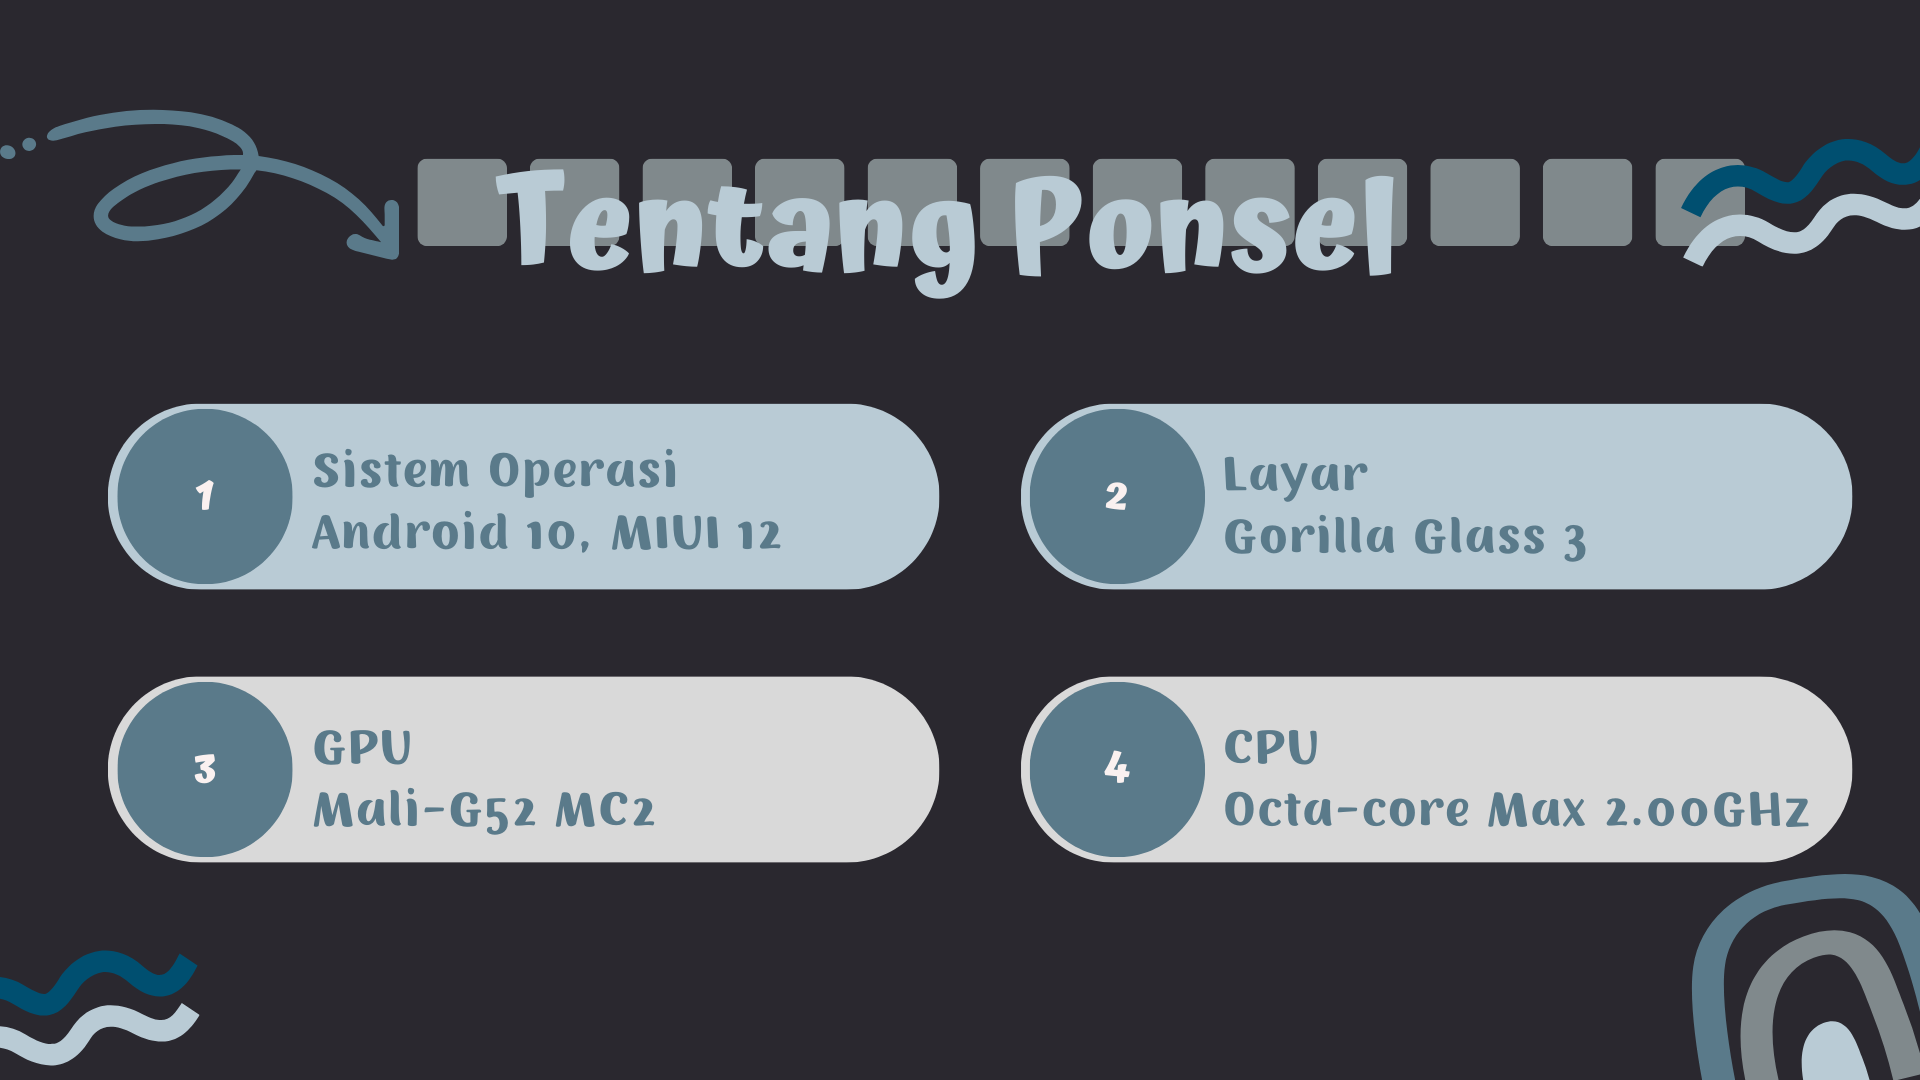 Tentang Ponsel
1
Sistem Operasi
Android 10, MIUI 12
2
Layar
Gorilla Glass 3
3
GPU
Mali-G52 MC2
4
CPU
Octa-core Max 2.00GHz